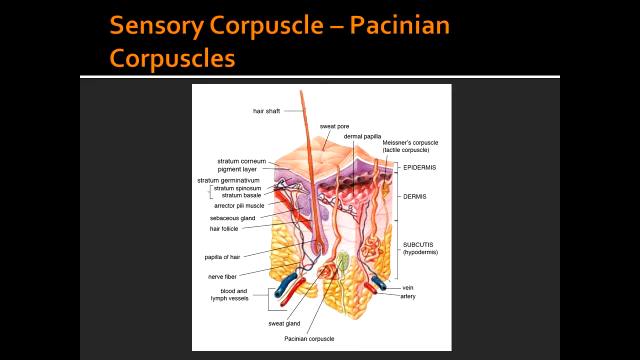 Sensory Corpuscle – Pacinian
Corpuscles
hair shaft
sweat pore
dermal papilla
Meissner's corpuscle
(tactile corpuscle)
stratum corneum
pigment layer
EPIDERMIS
stratum germinativum
stratum spinosum
stratum basale
DERMIS
arrector pili muscle
sebaceous gland
hair follicle
SUBCUTIS
(hypodermis)
papilla of hair
nerve fiber
blood and
lymph vessels
vein
artery
sweat gland
Pacinian corpuscle